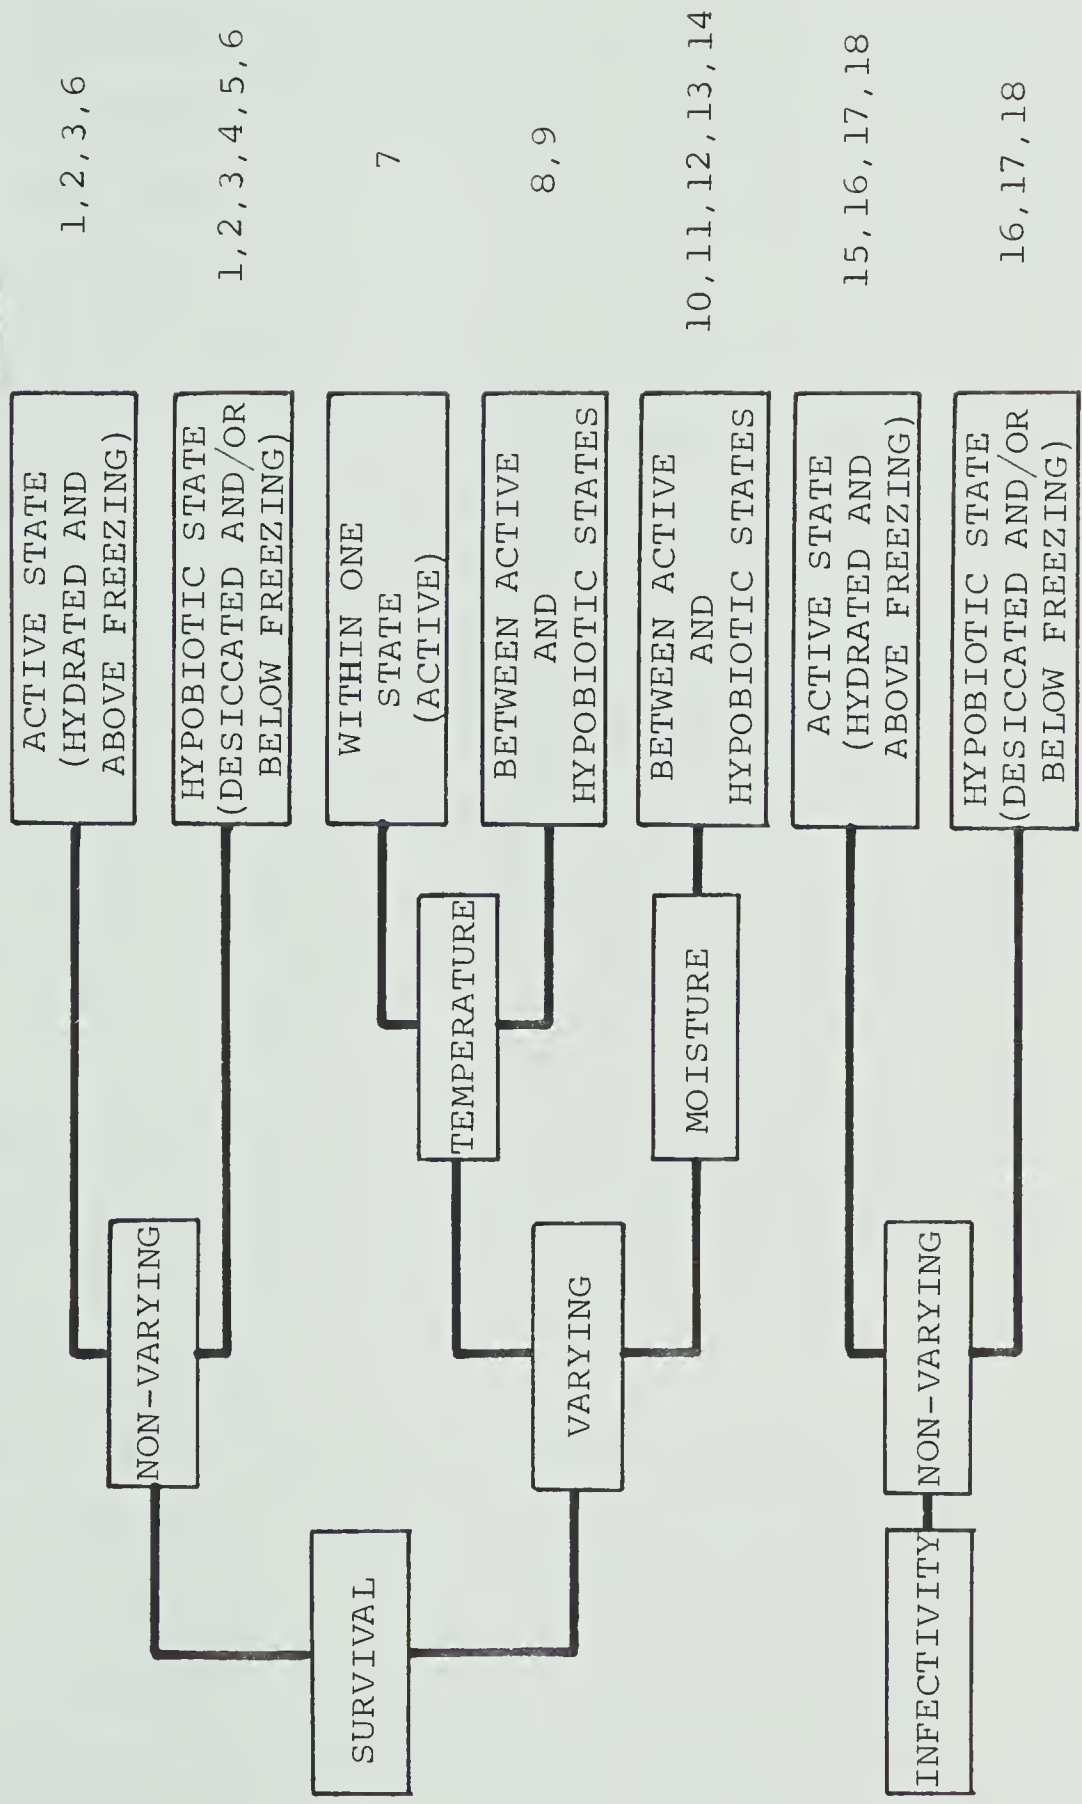 SURVIVAL
NON-VARYING
ACTIVE STATE
(HYDRATED AND
ABOVE FREEZING)
1,2,3,6
HYPOBIOTIC STATE
(DESICCATED AND/OR
BELOW FREEZING)
1,2,3,4,5,6
VARYING
TEMPERATURE
WITHIN ONE
STATE
(ACTIVE)
7
BETWEEN ACTIVE
AND
HYPOBIOTIC STATES
8,9
MOISTURE
BETWEEN ACTIVE
AND
HYPOBIOTIC STATES
10,11,12,13,14
INFECTIVITY
NON-VARYING
ACTIVE STATE
(HYDRATED AND
ABOVE FREEZING)
15,16,17,18
HYPOBIOTIC STATE
(DESICCATED AND/OR
BELOW FREEZING)
16,17,18